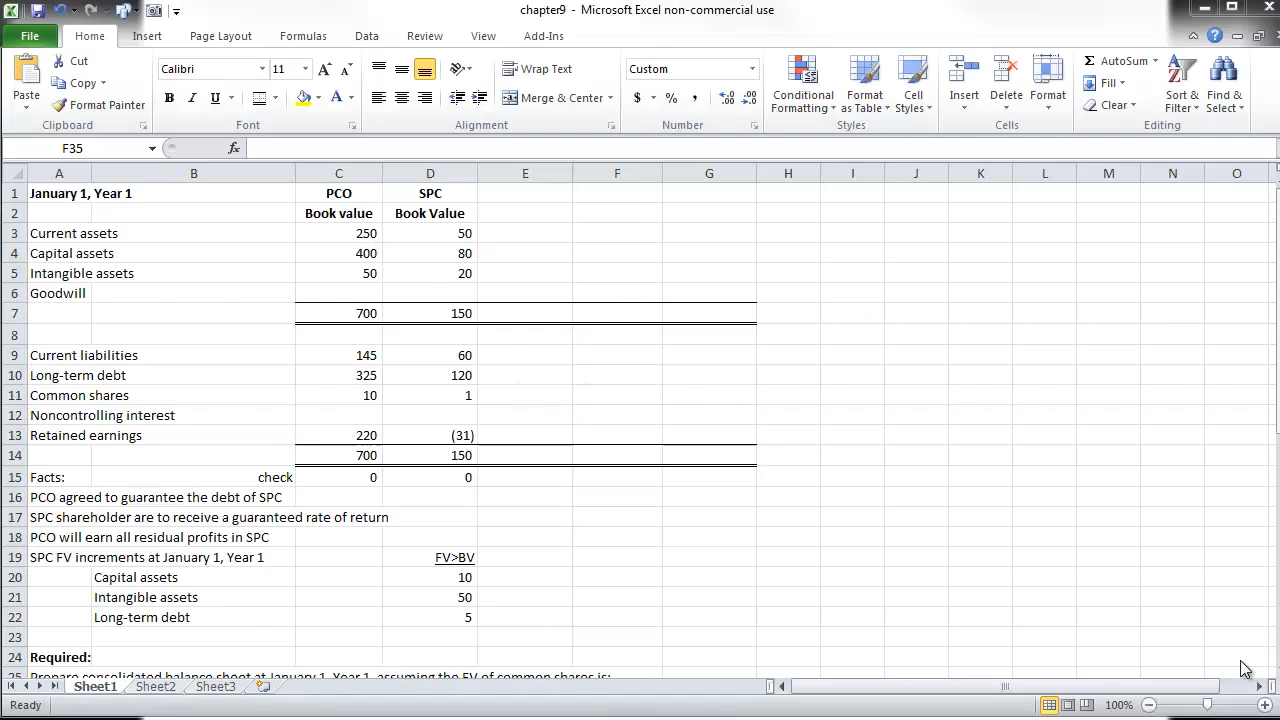 chapter9 - Microsoft Excel non-commercial use
File Home Insert Page Layout Formulas Data Review View Add-Ins
Paste Cut Copy Format Painter Clipboard
Calibri 11 B I U A A A Font
Wrap Text Merge & Center Alignment
Custom $ % , Number
Conditional Formatting Format as Table Cell Styles Styles
Insert Delete Format Cells
AutoSum Fill Clear Sort & Filter Find & Select Editing
F35 fx
A B C D E F G H I J K L M N O
1 January 1, Year 1 PCO SPC
2 Book value Book Value
3 Current assets 250 50
4 Capital assets 400 80
5 Intangible assets 50 20
6 Goodwill
7 700 150
8
9 Current liabilities 145 60
10 Long-term debt 325 120
11 Common shares 10 1
12 Noncontrolling interest
13 Retained earnings 220 (31)
14 700 150
15 Facts: check 0 0
16 PCO agreed to guarantee the debt of SPC
17 SPC shareholder are to receive a guaranteed rate of return
18 PCO will earn all residual profits in SPC
19 SPC FV increments at January 1, Year 1 FV>BV
20 Capital assets 10
21 Intangible assets 50
22 Long-term debt 5
23
24 Required:
25 Prepare consolidated balance sheet at January 1, Year 1, assuming the FV of common shares is:
Sheet1 Sheet2 Sheet3
Ready 100%